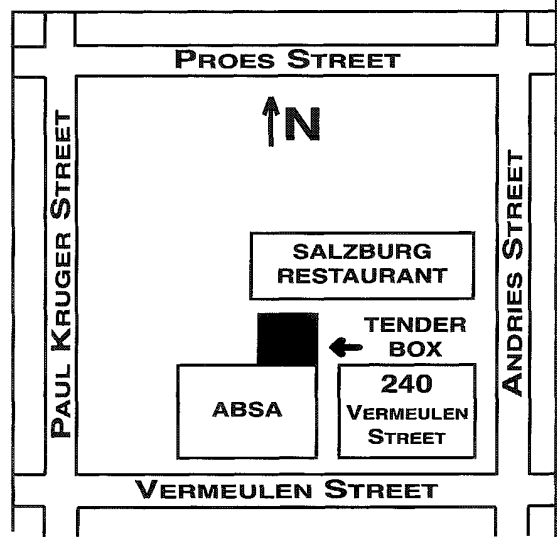 PROES STREET
N
PAUL KRUGER STREET
ANDRIES STREET
SALZBURG
RESTAURANT
TENDER
BOX
ABSA
240
VERMEULEN
STREET
VERMEULEN STREET